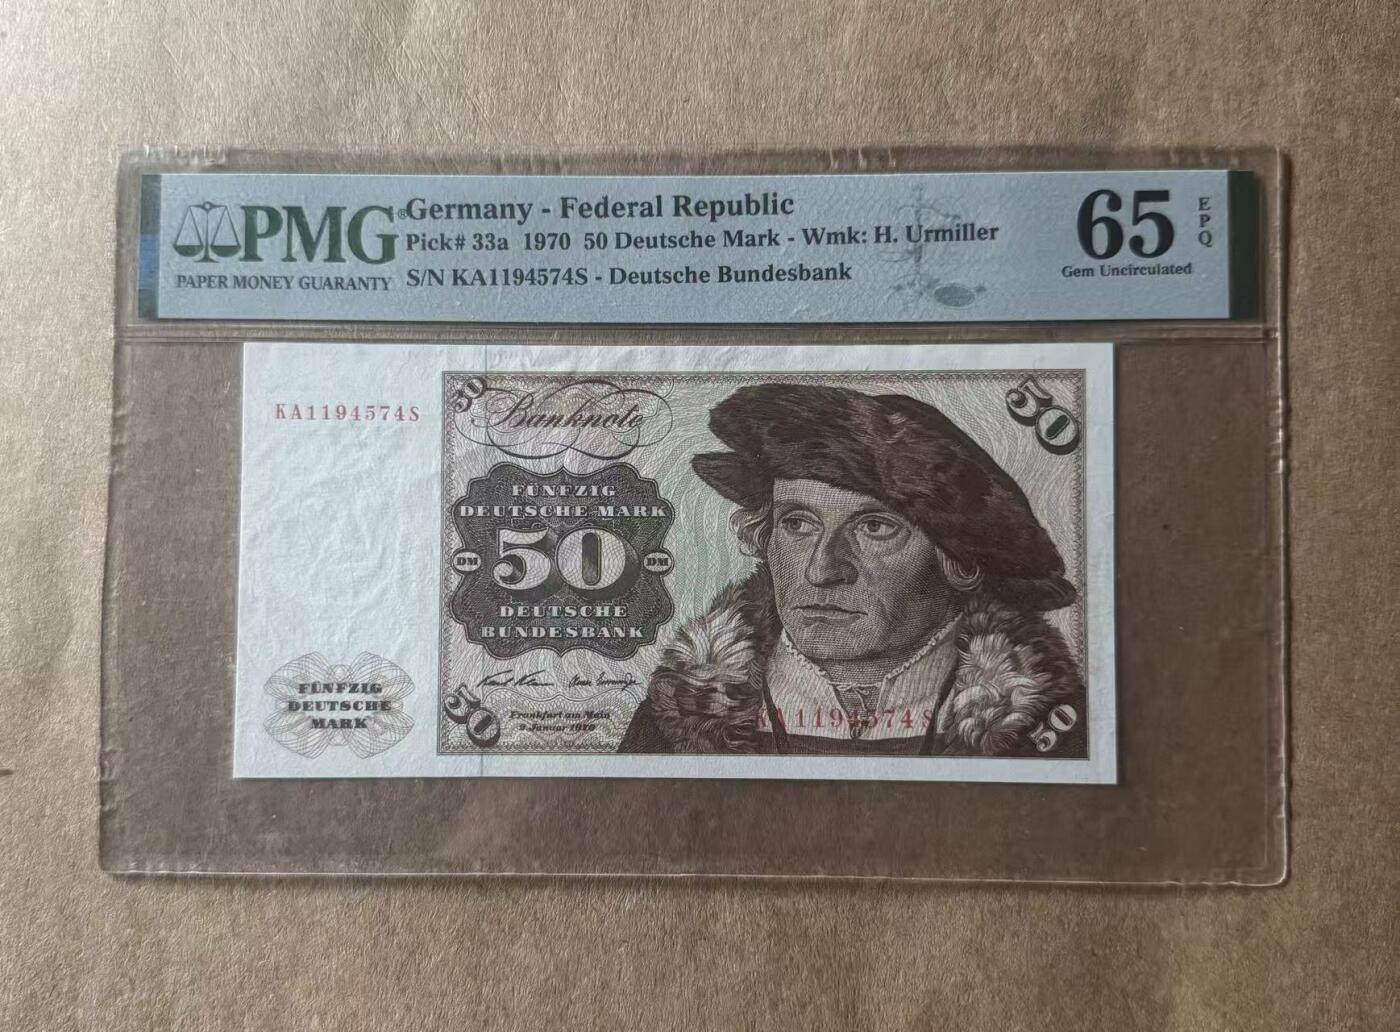 PMG®
PAPER MONEY GUARANTY
Germany - Federal Republic
Pick# 33a 1970 50 Deutsche Mark - Wmk: H. Urmiller
S/N KA1194574S - Deutsche Bundesbank
65
EPQ
Gem Uncirculated
KA1194574S
50
Banknote
50
FÜNFZIG
DEUTSCHE MARK
DM 50 DM
DEUTSCHE
BUNDESBANK
FÜNFZIG
DEUTSCHE
MARK
50
Frankfurt am Main
2. Januar 1970
KA1194574S
50